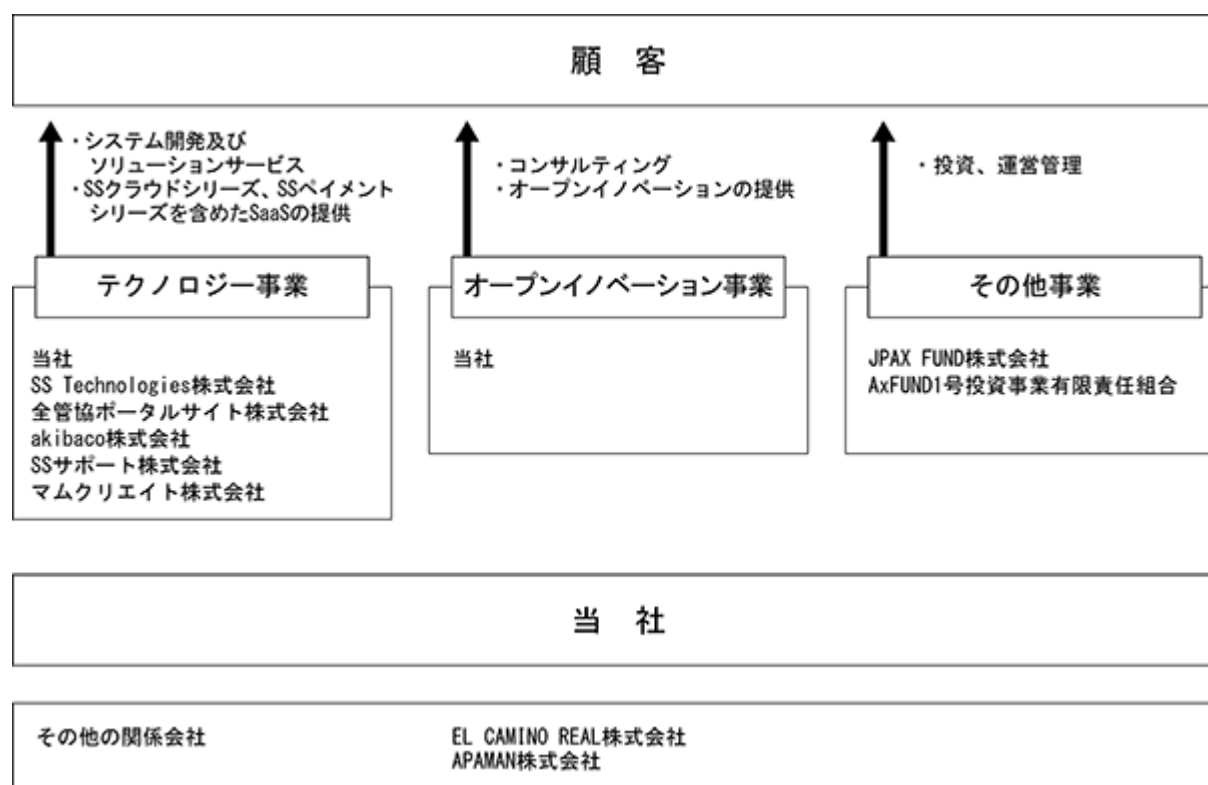 顧　客
・システム開発及び
ソリューションサービス
・SSクラウドシリーズ、SSペイメント
シリーズを含めたSaaSの提供
・コンサルティング
・オープンイノベーションの提供
・投資、運営管理
テクノロジー事業
当社
SS Technologies株式会社
全管協ポータルサイト株式会社
akibaco株式会社
SSサポート株式会社
マムクリエイト株式会社
オープンイノベーション事業
当社
その他事業
JPAX FUND株式会社
AxFUND1号投資事業有限責任組合
当　社
その他の関係会社
EL CAMINO REAL株式会社
APAMAN株式会社